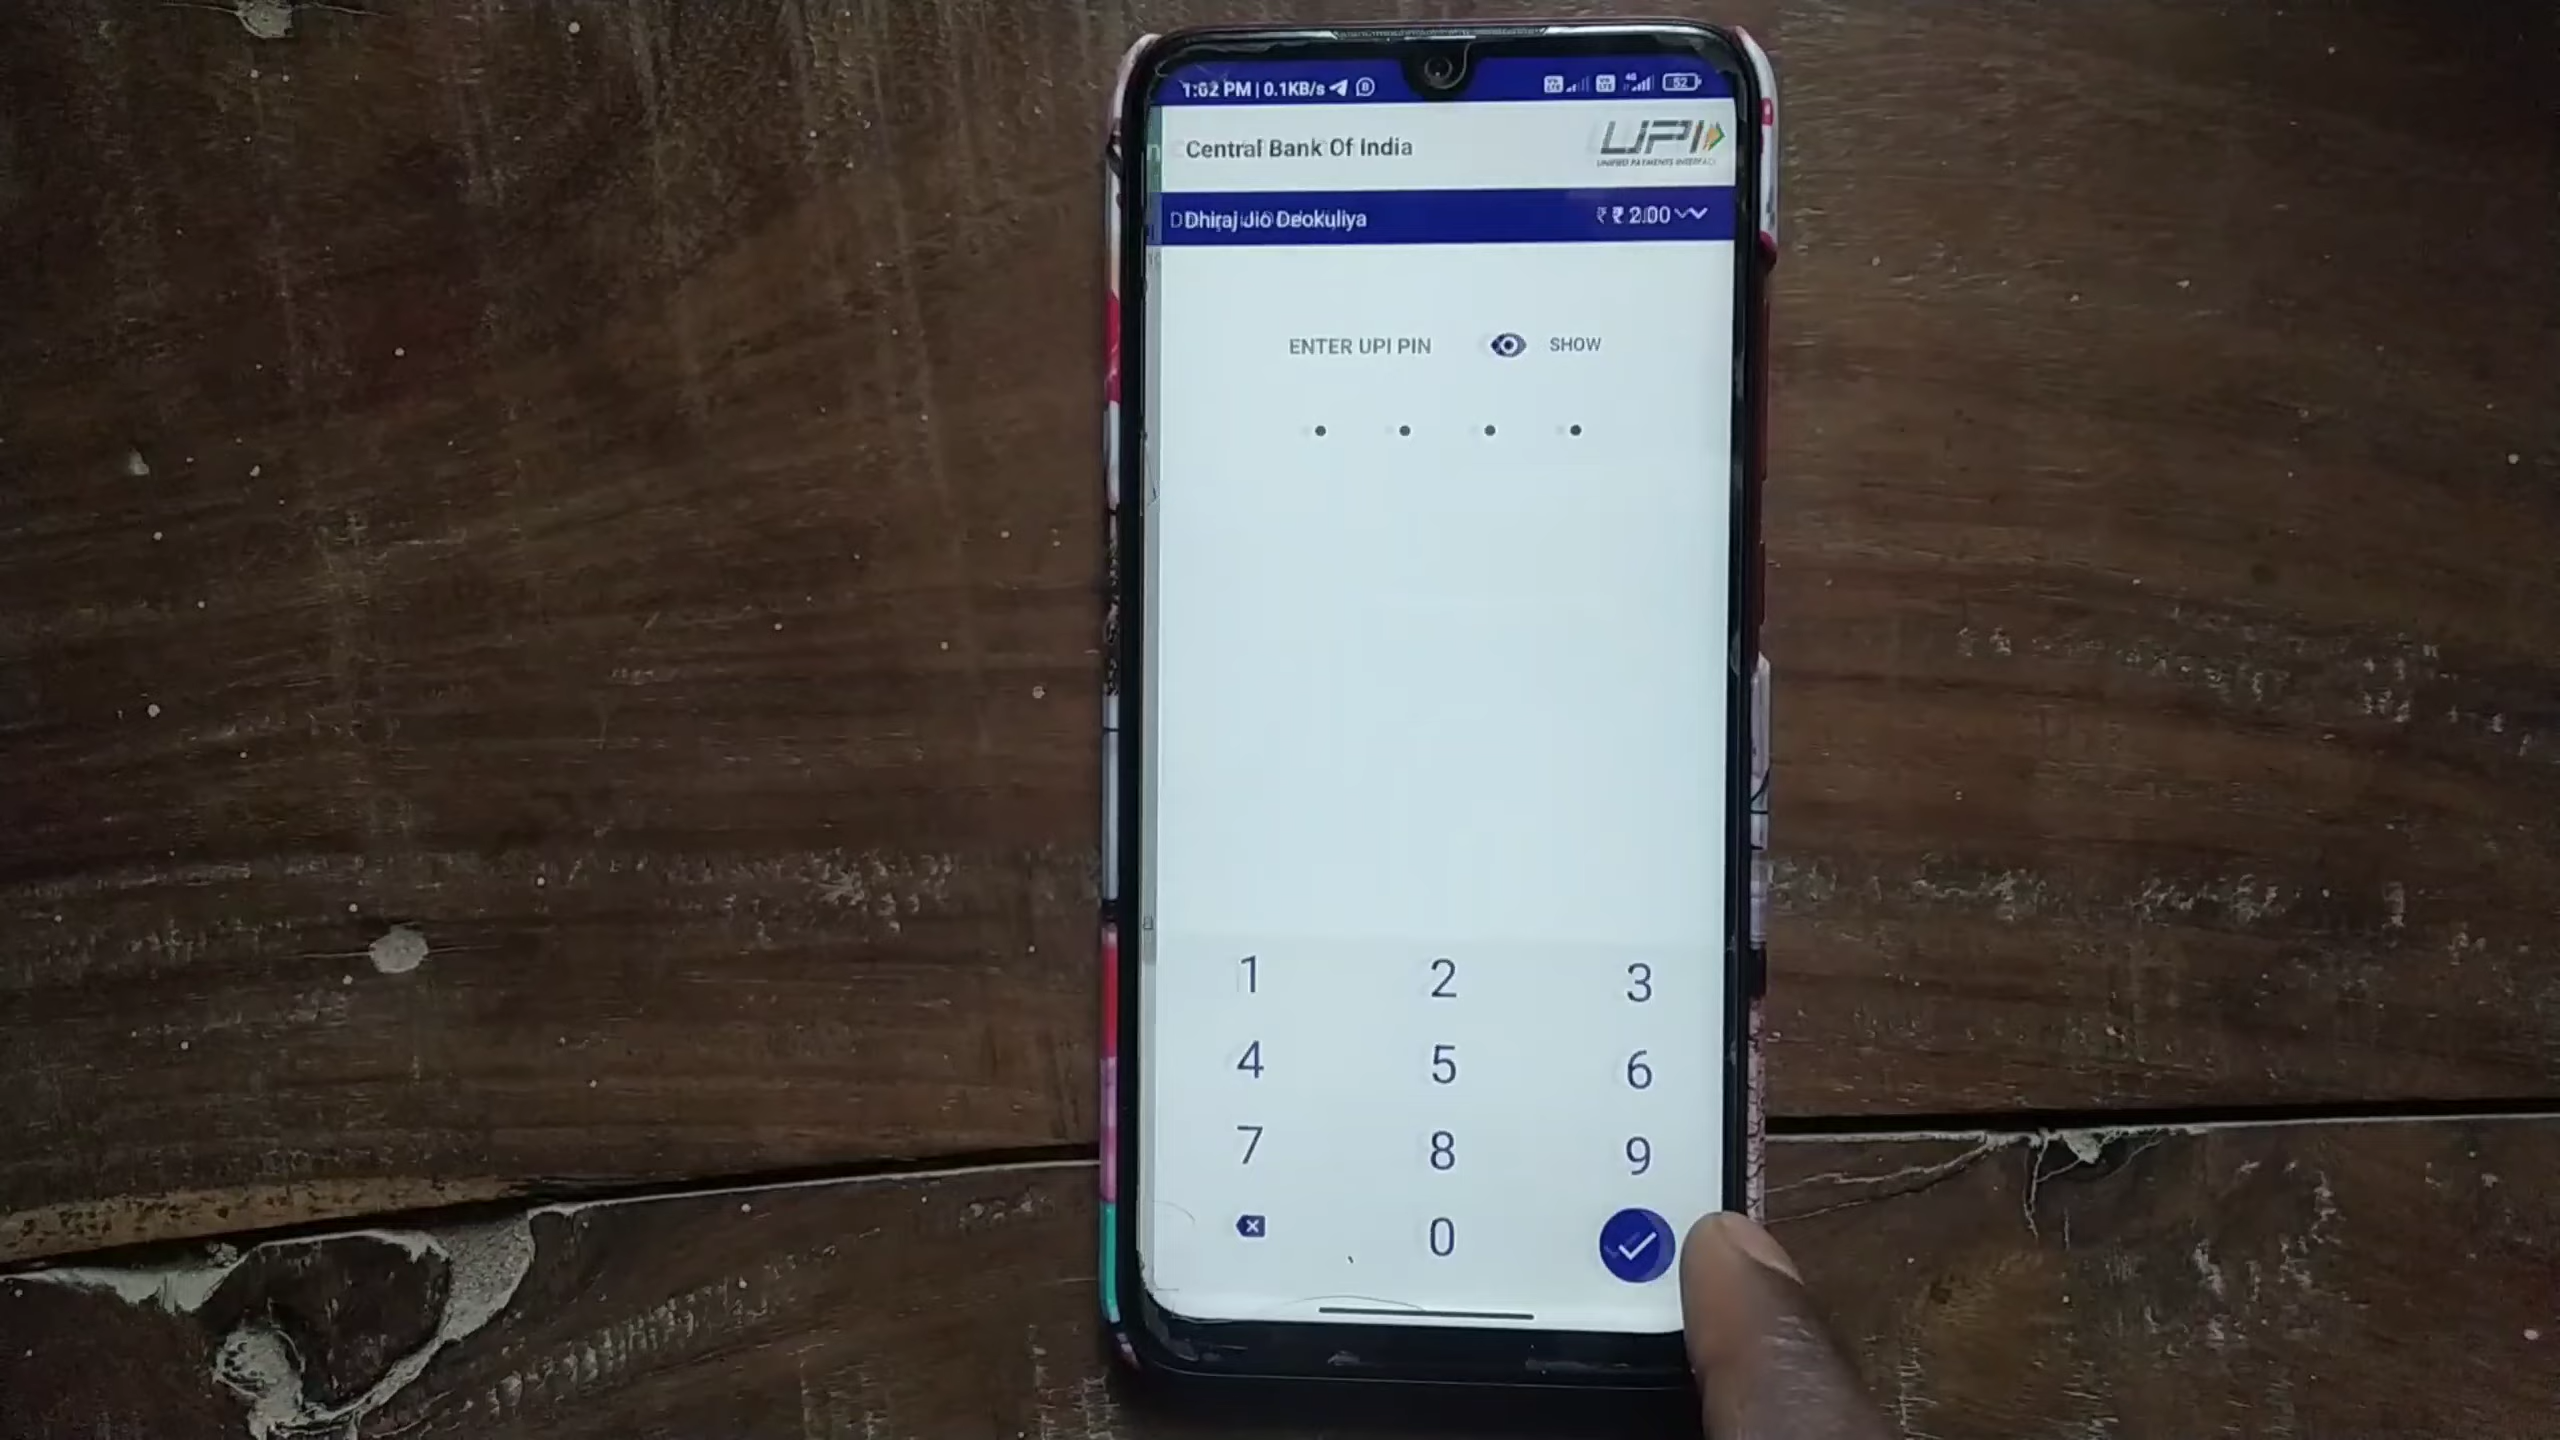 1:02 PM | 0.1KB/s 52
Central Bank Of India
UPI
UNIFIED PAYMENTS INTERFACE
Dhiraj Jio Deokuliya ₹ 2.00
ENTER UPI PIN SHOW
1 2 3
4 5 6
7 8 9
0